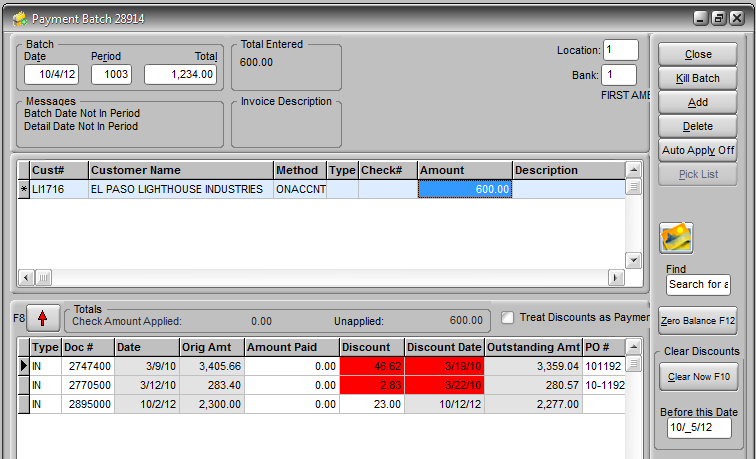 Payment Batch 28914
Batch
Date Period Total
10/4/12 1003 1,234.00
Total Entered
600.00
Location: 1
Bank: 1
FIRST AME
Messages
Batch Date Not In Period
Detail Date Not In Period
Invoice Description
Close
Kill Batch
Add
Delete
Auto Apply Off
Pick List
Cust# Customer Name Method Type Check# Amount Description
* LI1716 EL PASO LIGHTHOUSE INDUSTRIES ONACCNT 600.00
Find
Search for a
Zero Balance F12
Clear Discounts
Clear Now F10
Before this Date
10/_5/12
F8
Totals
Check Amount Applied: 0.00 Unapplied: 600.00
Treat Discounts as Paymen
Type Doc # Date Orig Amt Amount Paid Discount Discount Date Outstanding Amt PO #
IN 2747400 3/9/10 3,405.66 0.00 46.62 3/19/10 3,359.04 101192
IN 2770500 3/12/10 283.40 0.00 2.83 3/22/10 280.57 10-1192
IN 2895000 10/2/12 2,300.00 0.00 23.00 10/12/12 2,277.00